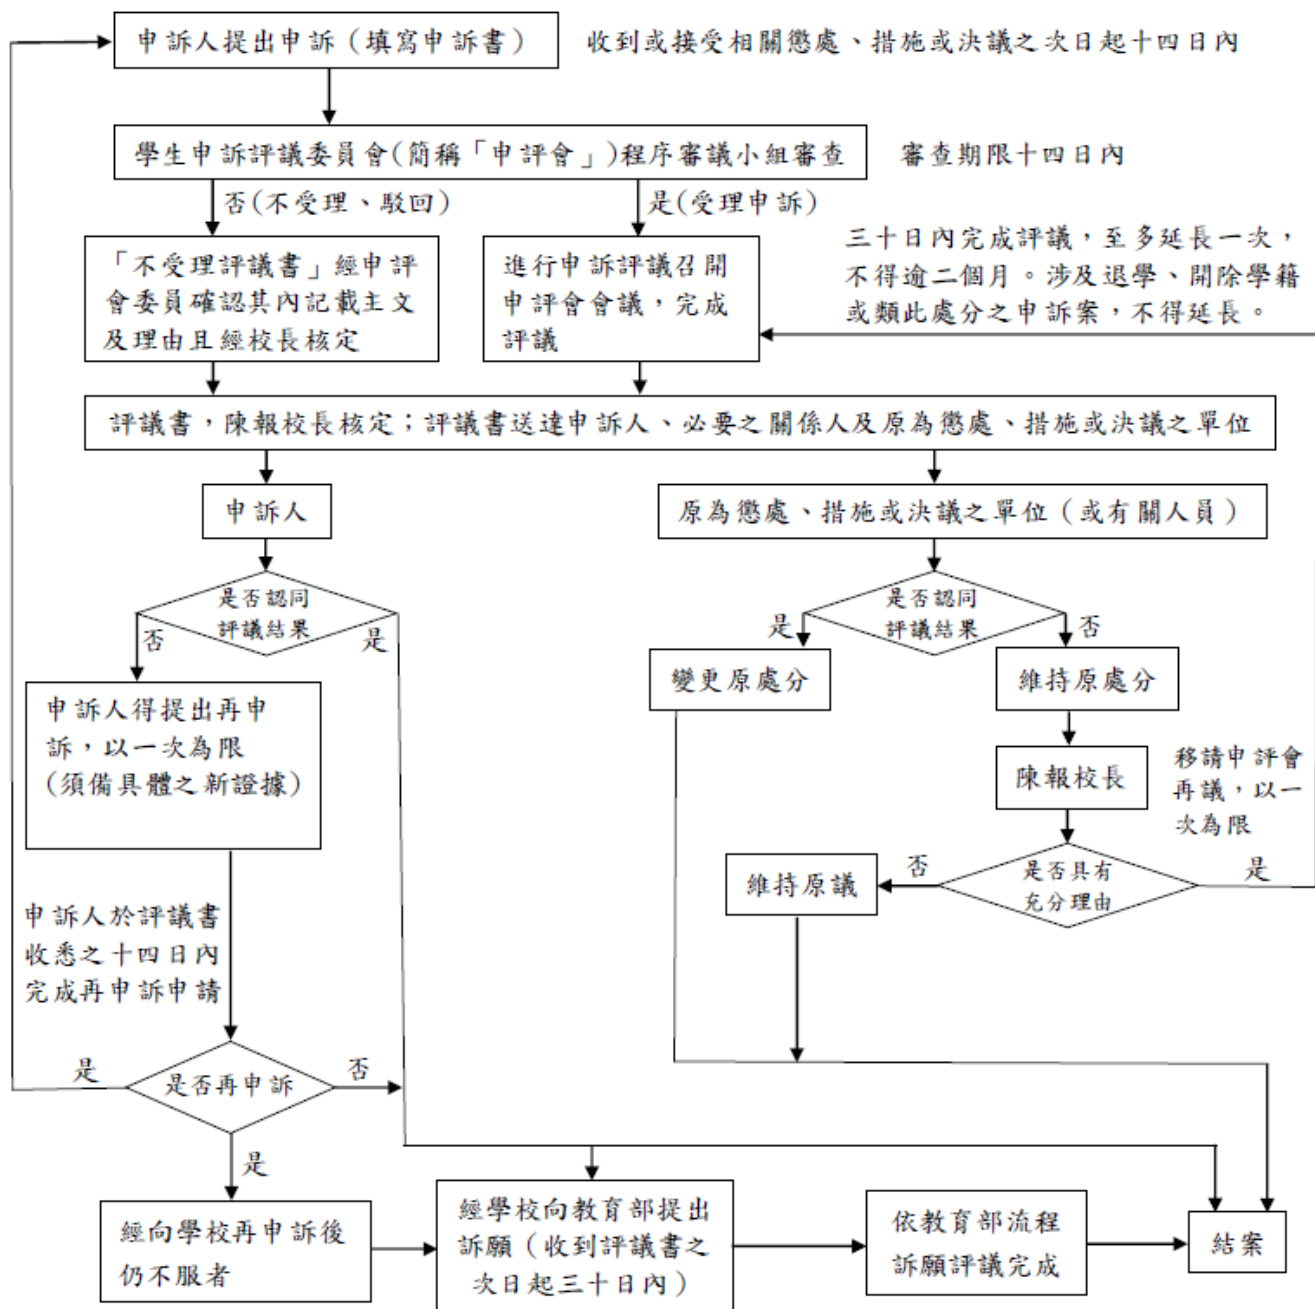 申訴人提出申訴（填寫申訴書）
收到或接受相關懲處、措施或決議之次日起十四日內
學生申訴評議委員會(簡稱「申評會」)程序審議小組審查
審查期限十四日內
否(不受理、駁回)
是(受理申訴)
「不受理評議書」經申評
會委員確認其內記載主文
及理由且經校長核定
進行申訴評議召開
申評會會議，完成
評議
三十日內完成評議，至多延長一次，
不得逾二個月。涉及退學、開除學籍
或類此處分之申訴案，不得延長。
評議書，陳報校長核定；評議書送達申訴人、必要之關係人及原為懲處、措施或決議之單位
申訴人
原為懲處、措施或決議之單位（或有關人員）
是否認同
評議結果
否
是
是否認同
評議結果
是
否
申訴人得提出再申
訴，以一次為限
(須備具體之新證據)
變更原處分
維持原處分
陳報校長
移請申評會
再議，以一
次為限
維持原議
否
是否具有
充分理由
是
申訴人於評議書
收悉之十四日內
完成再申訴申請
是
是否再申訴
否
是
經向學校再申訴後
仍不服者
經學校向教育部提出
訴願（收到評議書之
次日起三十日內）
依教育部流程
訴願評議完成
結案